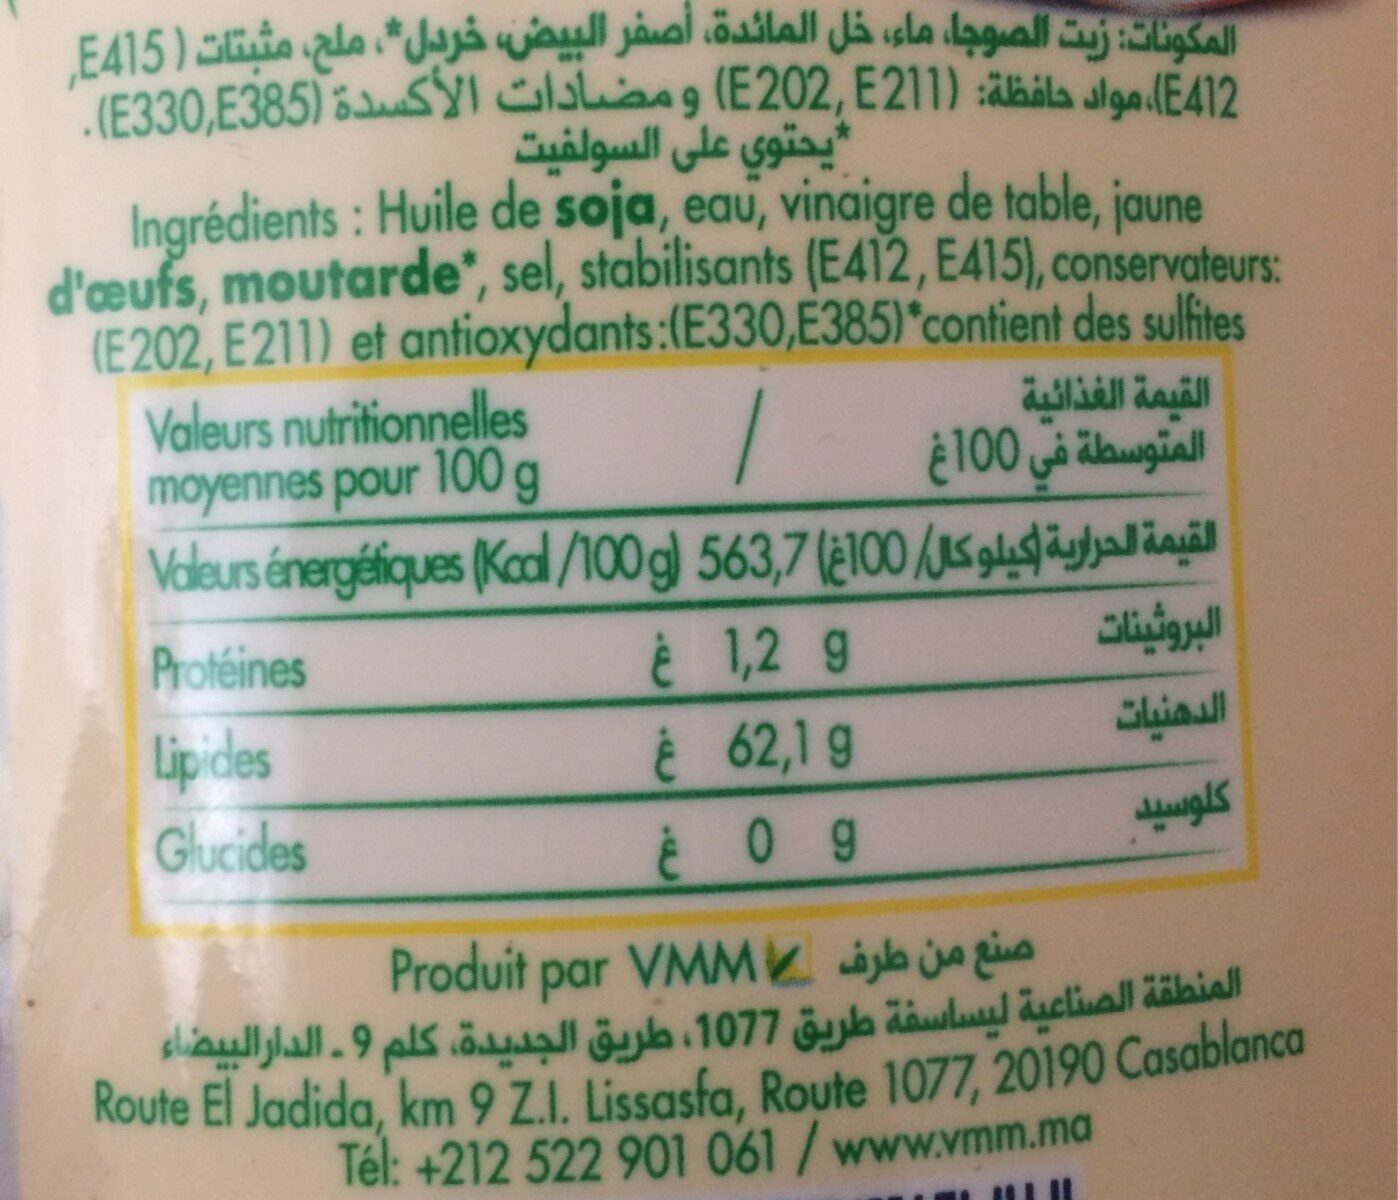 المكونات: زيت الصوجا، ماء، خل المائدة، أصفر البيض، خردل*، ملح، مثبتات (E415,
E412)، مواد حافظة: (E202, E211) و مضادات الأكسدة (E330,E385).
*يحتوي على السولفيت
Ingrédients : Huile de soja, eau, vinaigre de table, jaune
d'œufs, moutarde*, sel, stabilisants (E412, E415), conservateurs:
(E202, E211) et antioxydants:(E330,E385)*contient des sulfites
Valeurs nutritionnelles / القيمة الغذائية
moyennes pour 100 g المتوسطة في 100غ
Valeurs énergétiques (Kcal /100g) 563,7 القيمة الحرارية (كيلوكال/ 100غ)
Protéines غ 1,2 g البروثينات
Lipides غ 62,1 g الدهنيات
Glucides غ 0 g كلوسيد
Produit par VMM صنع من طرف
المنطقة الصناعية ليساسفة طريق 1077، طريق الجديدة، كلم 9 - الدارالبيضاء
Route El Jadida, km 9 Z.I. Lissasfa, Route 1077, 20190 Casablanca
Tél: +212 522 901 061 / www.vmm.ma